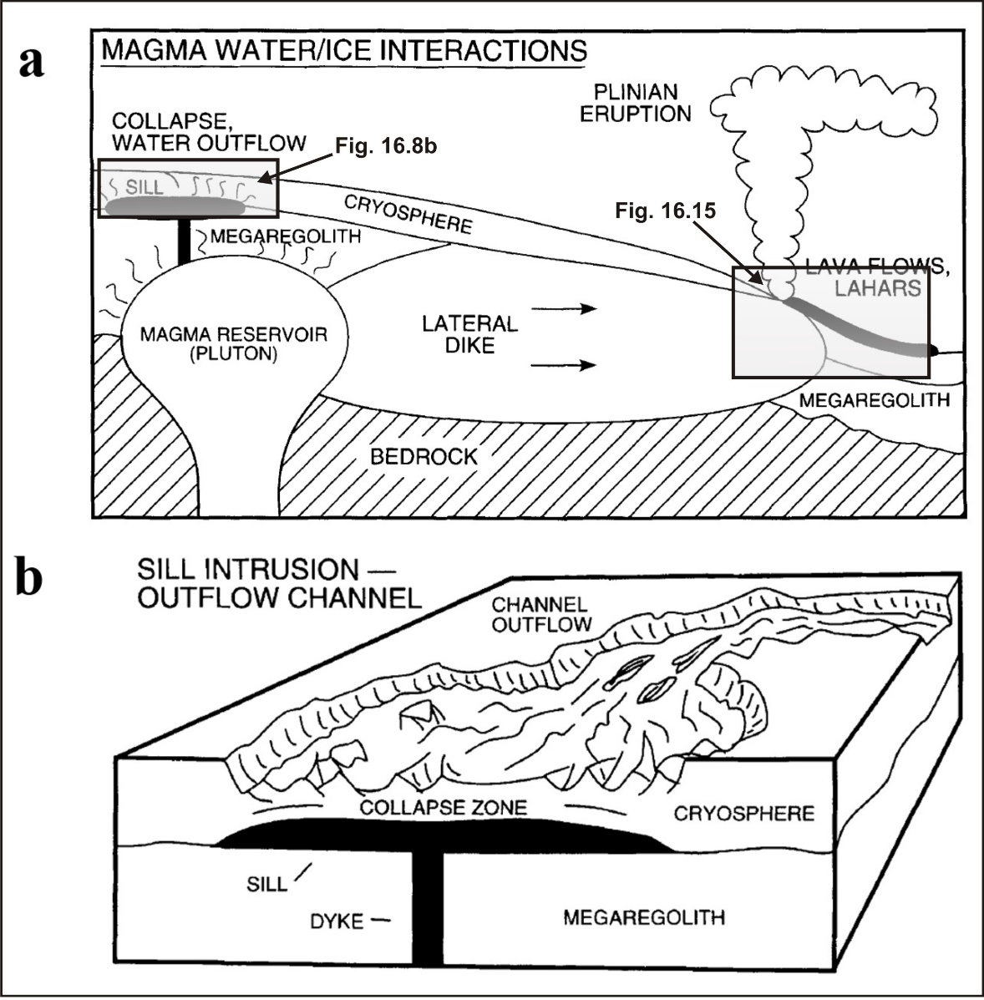 a
MAGMA WATER/ICE INTERACTIONS
PLINIAN
ERUPTION
COLLAPSE,
WATER OUTFLOW
Fig. 16.8b
SILL
CRYOSPHERE
Fig. 16.15
MEGAREGOLITH
LAVA FLOWS,
LAHARS
MAGMA RESERVOIR
(PLUTON)
LATERAL
DIKE
MEGAREGOLITH
BEDROCK
b
SILL INTRUSION —
OUTFLOW CHANNEL
CHANNEL
OUTFLOW
COLLAPSE ZONE
CRYOSPHERE
SILL
DYKE
MEGAREGOLITH